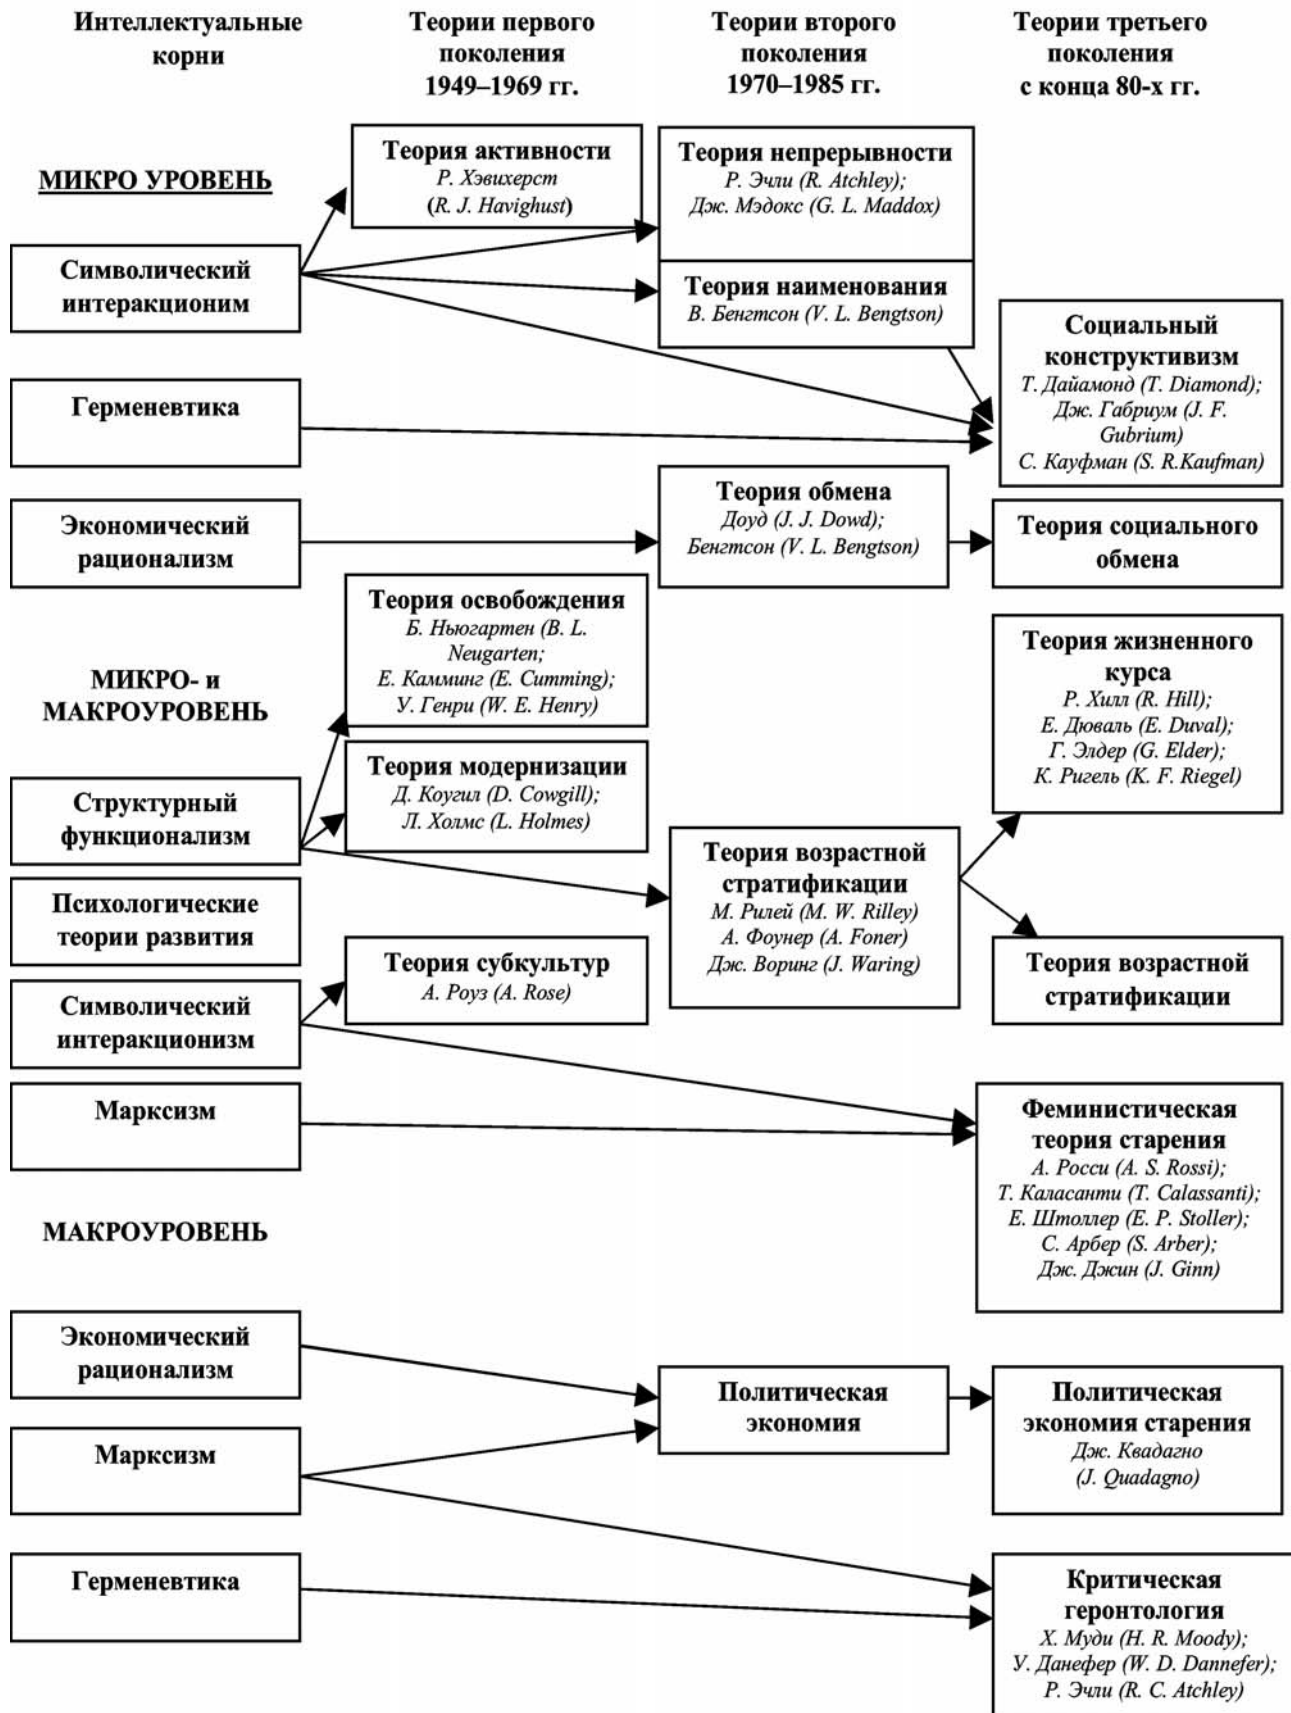 Интеллектуальные
корни
Теории первого
поколения
1949–1969 гг.
Теории второго
поколения
1970–1985 гг.
Теории третьего
поколения
с конца 80-х гг.
МИКРО УРОВЕНЬ
Теория активности
Р. Хэвихерст
(R. J. Havighust)
Теория непрерывности
Р. Эчли (R. Atchley);
Дж. Мэдокс (G. L. Maddox)
Символический
интеракционим
Теория наименования
В. Бенгтсон (V. L. Bengtson)
Социальный
конструктивизм
Т. Дайамонд (T. Diamond);
Дж. Габриум (J. F.
Gubrium)
С. Кауфман (S. R.Kaufman)
Герменевтика
Экономический
рационализм
Теория обмена
Доуд (J. J. Dowd);
Бенгтсон (V. L. Bengtson)
Теория социального
обмена
МИКРО- и
МАКРОУРОВЕНЬ
Теория освобождения
Б. Ньюгартен (B. L.
Neugarten;
Е. Камминг (E. Cumming);
У. Генри (W. E. Henry)
Теория жизненного
курса
Р. Хилл (R. Hill);
Е. Дюваль (E. Duval);
Г. Элдер (G. Elder);
К. Ригель (K. F. Riegel)
Структурный
функционализм
Теория модернизации
Д. Коугил (D. Cowgill);
Л. Холмс (L. Holmes)
Теория возрастной
стратификации
М. Рилей (M. W. Rilley)
А. Фоунер (A. Foner)
Дж. Воринг (J. Waring)
Психологические
теории развития
Теория субкультур
А. Роуз (A. Rose)
Теория возрастной
стратификации
Символический
интеракционизм
Марксизм
Феминистическая
теория старения
А. Росси (A. S. Rossi);
Т. Каласанти (T. Calassanti);
Е. Штоллер (E. P. Stoller);
С. Арбер (S. Arber);
Дж. Джин (J. Ginn)
МАКРОУРОВЕНЬ
Экономический
рационализм
Политическая
экономия
Политическая
экономия старения
Дж. Квадагно
(J. Quadagno)
Марксизм
Герменевтика
Критическая
геронтология
Х. Муди (H. R. Moody);
У. Данефер (W. D. Dannefer);
Р. Эчли (R. C. Atchley)